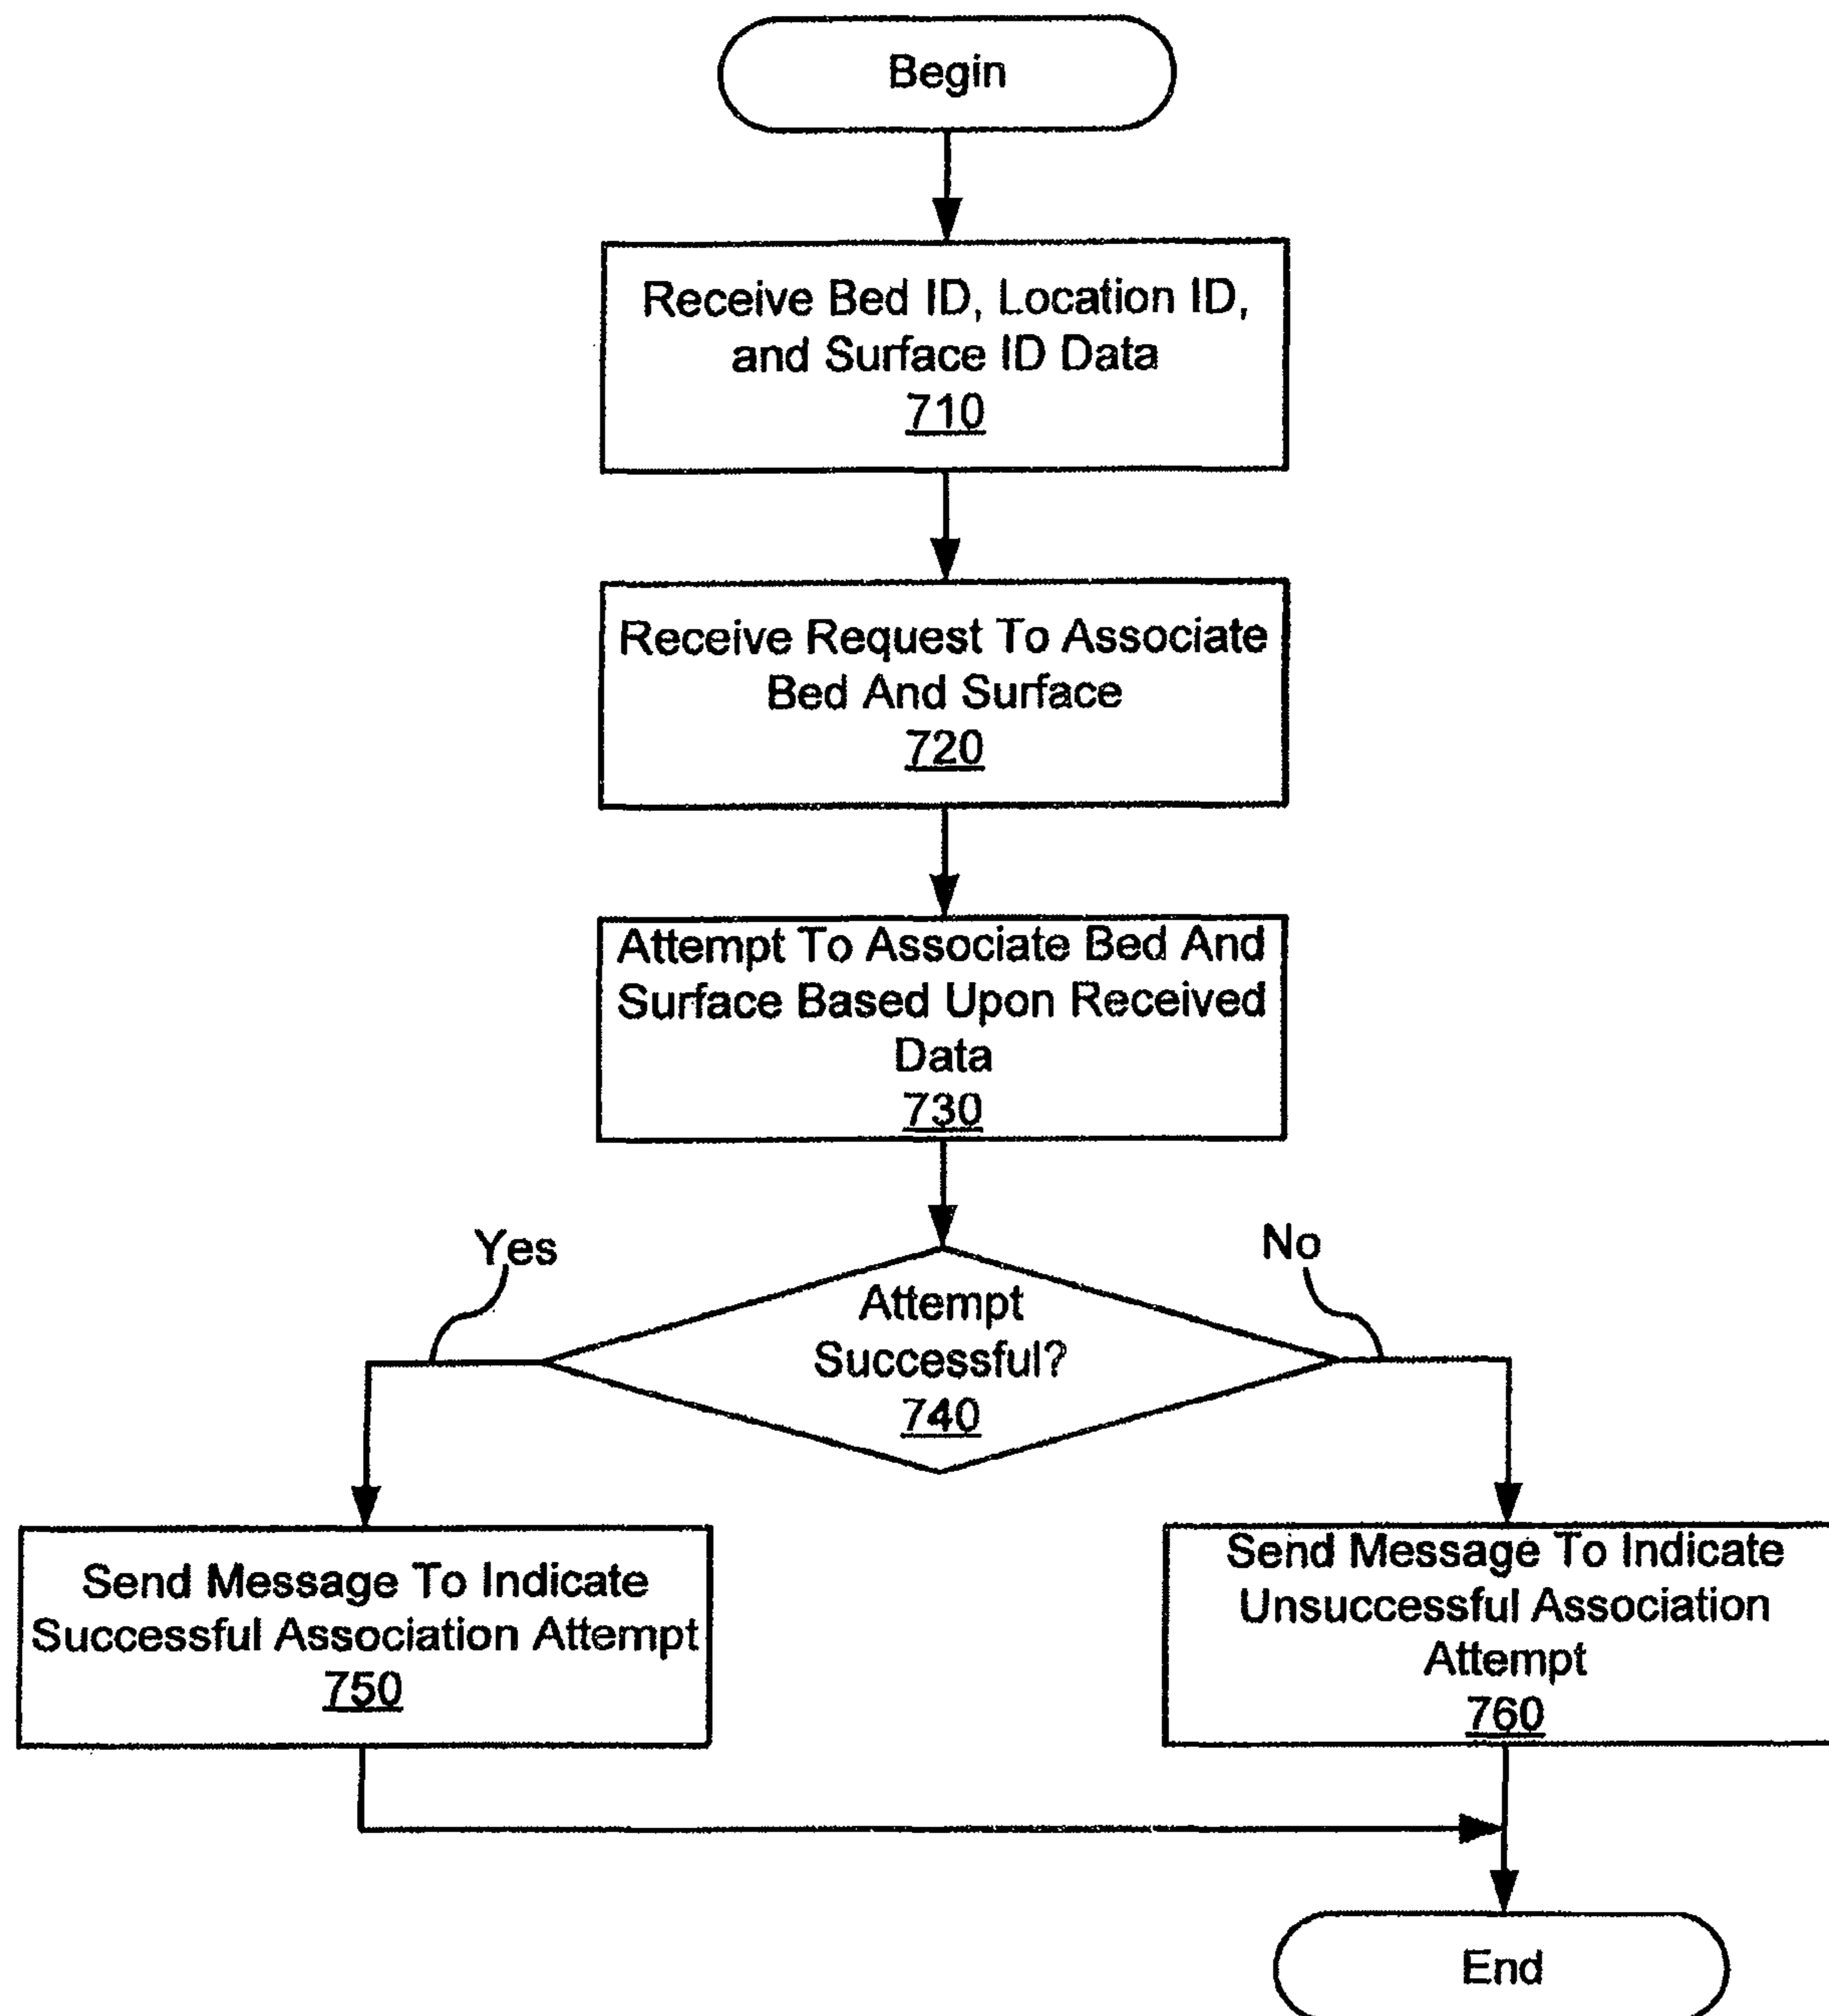 Begin
Receive Bed ID, Location ID,
and Surface ID Data
710
Receive Request To Associate
Bed And Surface
720
Attempt To Associate Bed And
Surface Based Upon Received
Data
730
Yes
No
Attempt
Successful?
740
Send Message To Indicate
Successful Association Attempt
750
Send Message To Indicate
Unsuccessful Association
Attempt
760
End